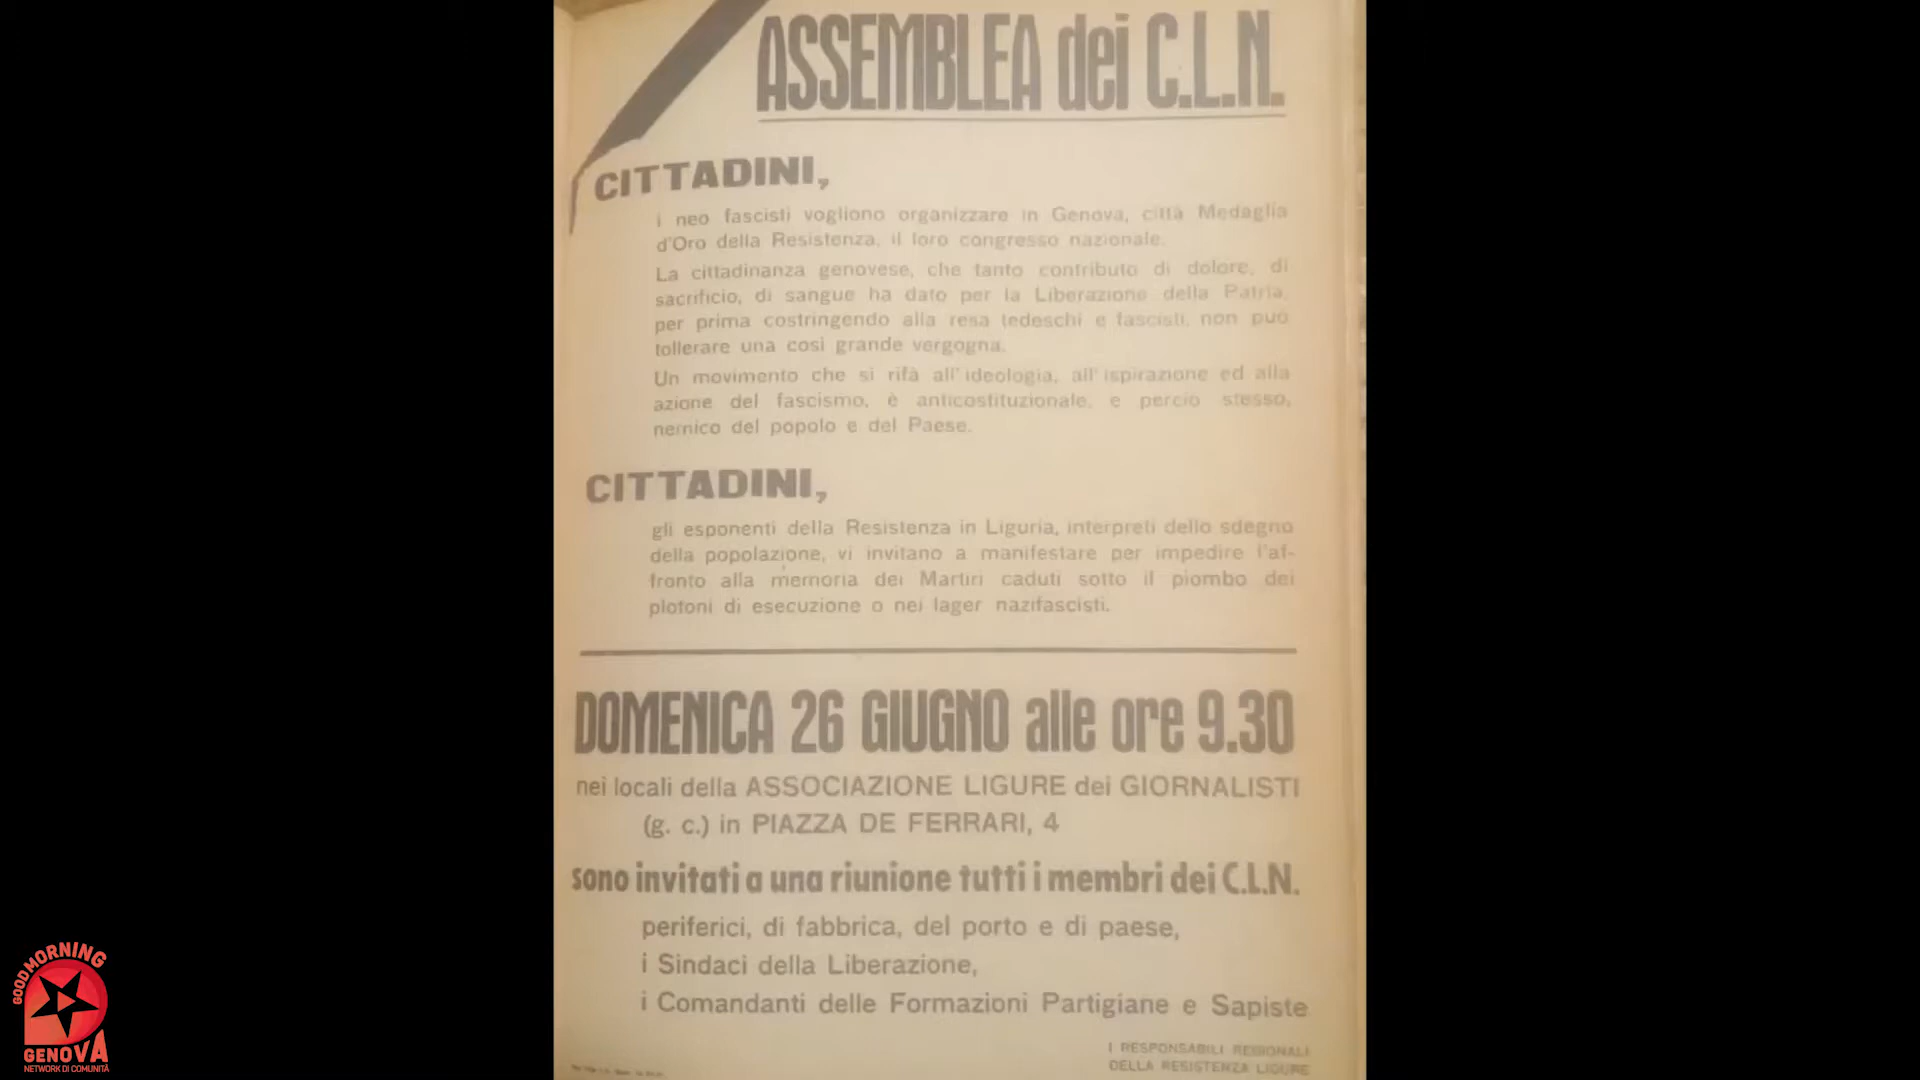 ASSEMBLEA dei C.L.N.
CITTADINI,
i neo fascisti vogliono organizzare in Genova, città Medaglia
d'Oro della Resistenza, il loro congresso nazionale.
La cittadinanza genovese, che tanto contributo di dolore, di
sacrificio, di sangue ha dato per la Liberazione della Patria,
per prima costringendo alla resa tedeschi e fascisti, non può
tollerare una così grande vergogna.
Un movimento che si rifà all'ideologia, all'ispirazione ed alla
azione del fascismo, è anticostituzionale, e perciò stesso,
nemico del popolo e del Paese.
CITTADINI,
gli esponenti della Resistenza in Liguria, interpreti dello sdegno
della popolazione, vi invitano a manifestare per impedire l'af-
fronto alla memoria dei Martiri caduti sotto il piombo dei
plotoni di esecuzione o nei lager nazifascisti.
DOMENICA 26 GIUGNO alle ore 9.30
nei locali della ASSOCIAZIONE LIGURE dei GIORNALISTI
(g. c.) in PIAZZA DE FERRARI, 4
sono invitati a una riunione tutti i membri dei C.L.N.
periferici, di fabbrica, del porto e di paese,
i Sindaci della Liberazione,
i Comandanti delle Formazioni Partigiane e Sapiste
I RESPONSABILI REGIONALI
DELLA RESISTENZA LIGURE
GOODMORNING
GENOVA
NETWORK DI COMUNITÀ